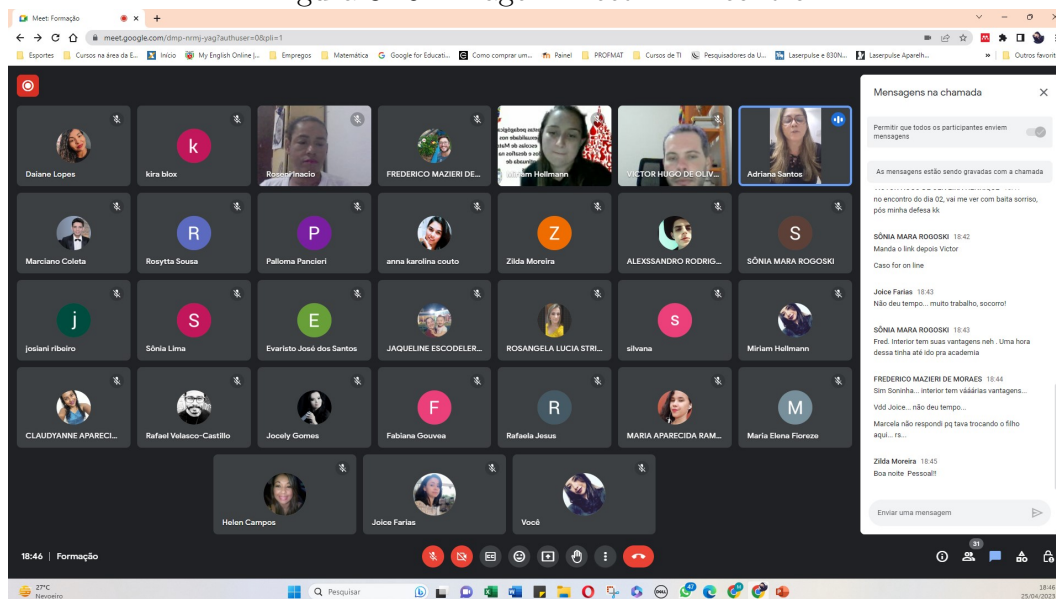 Meet: Formação
meet.google.com/dmp-nrmj-yag?authuser=0&pli=1
Esportes
Cursos na área da E...
Início
My English Online |...
Empregos
Matemática
Google for Educati...
Como comprar um...
Painel
PROFMAT
Cursos de TI
Pesquisadores da U...
Laserpulse e 830N...
Laserpulse Aparelh...
»
Outros favorit
Daiane Lopes
k
kira blox
Inacio
FREDERICO MAZIERI DE...
Miriam Hellmann
VICTOR HUGO DE OLIV...
Adriana Santos
Marciano Coleta
R
Rosytta Sousa
P
Palloma Pancieri
anna karolina couto
Z
Zilda Moreira
ALEXSSANDRO RODRIG...
S
SÔNIA MARA ROGOSKI
j
josiani ribeiro
S
Sônia Lima
E
Evaristo José dos Santos
JAQUELINE ESCODELER...
ROSANGELA LUCIA STRI...
s
silvana
Miriam Hellmann
CLAUDYANNE APARECI...
Rafael Velasco-Castillo
Jocely Gomes
F
Fabiana Gouvea
R
Rafaela Jesus
MARIA APARECIDA RAM...
M
Maria Elena Fioreze
Helen Campos
Joice Farias
Você
Mensagens na chamada
Permitir que todos os participantes enviem
mensagens
As mensagens estão sendo gravadas com a chamada
no encontro do dia 02, vai me ver com baita sorriso,
pós minha defesa kk
SÔNIA MARA ROGOSKI 18:42
Manda o link depois Victor
Caso for on line
Joice Farias 18:43
Não deu tempo... muito trabalho, socorro!
SÔNIA MARA ROGOSKI 18:43
Fred. Interior tem suas vantagens neh . Uma hora
dessa tinha até ido pra academia
FREDERICO MAZIERI DE MORAES 18:44
Sim Soninha... interior tem váááárias vantagens...
Vdd Joice... não deu tempo...
Marcela não respondi pq tava trocando o filho
aqui... rs...
Zilda Moreira 18:45
Boa noite Pessoal!!
Enviar uma mensagem
18:46 | Formação
31
27°C
Nevoeiro
Pesquisar
47
18:46
25/04/2023